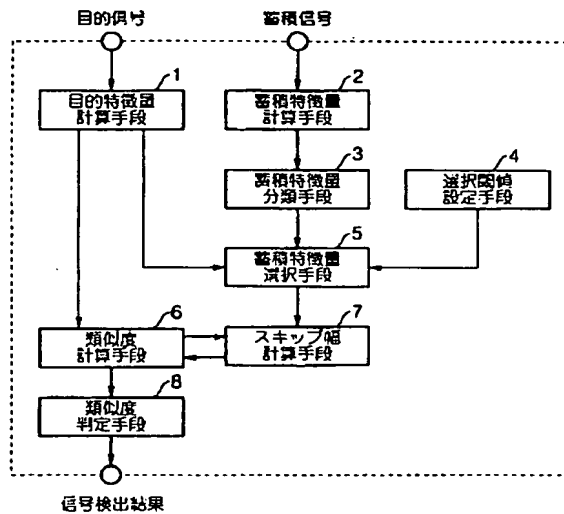 目的信号
蓄積信号
1
目的特徴量
計算手段
2
蓄積特徴量
計算手段
3
蓄積特徴量
分類手段
4
選択閾値
設定手段
5
蓄積特徴量
選択手段
6
類似度
計算手段
7
スキップ幅
計算手段
8
類似度
判定手段
信号検出結果